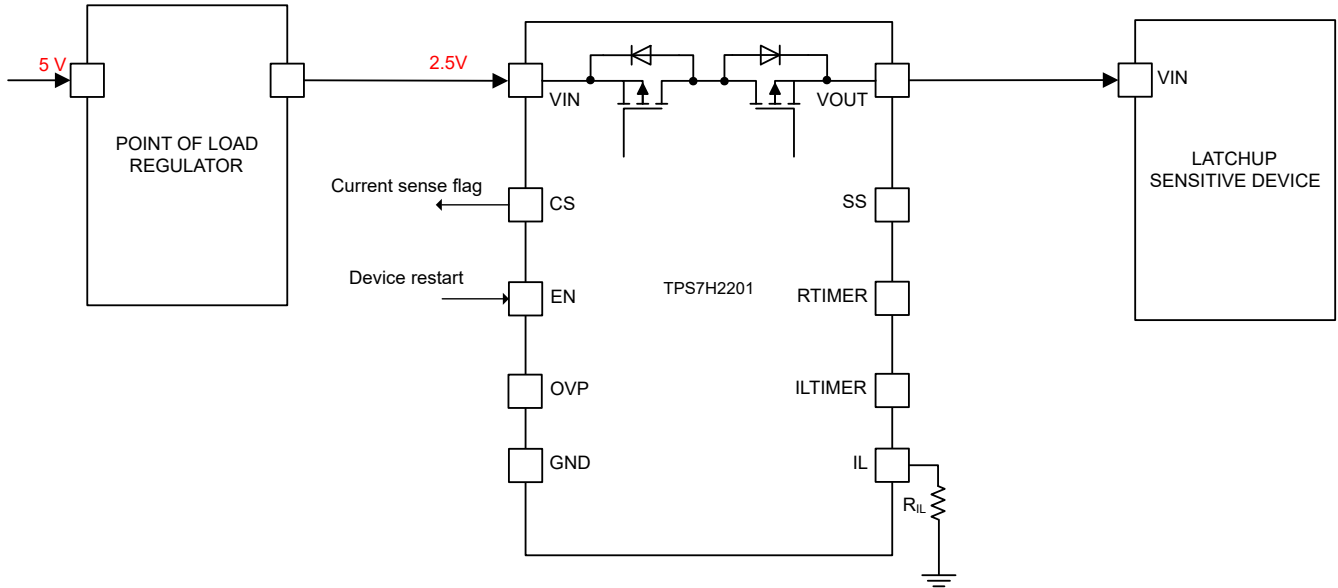 5 V
2.5V
POINT OF LOAD
REGULATOR
VIN
VOUT
VIN
LATCHUP
SENSITIVE DEVICE
Current sense flag
CS
SS
Device restart
EN
TPS7H2201
RTIMER
OVP
ILTIMER
GND
IL
RIL